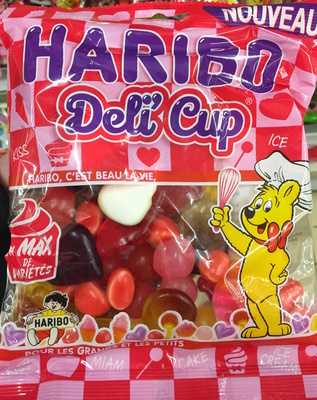 NOUVEAU
HARIBO
Deli' Cup
ICE
KISS
HARIBO, C'EST BEAU LA VIE,
MAX
DE
VARIÉTÉS
HARIBO
POUR LES GRANDS ET LES PETITS
MIAM
CAKE
ICE
CREAM